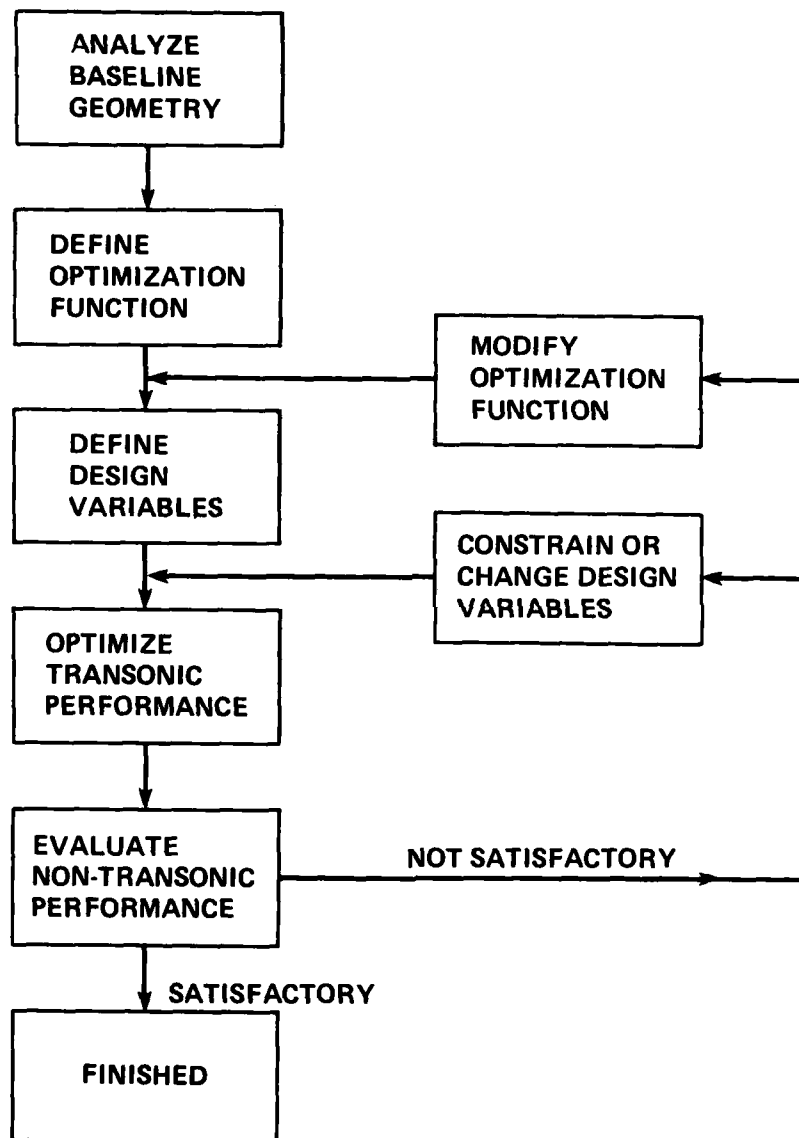 ANALYZE
BASELINE
GEOMETRY
DEFINE
OPTIMIZATION
FUNCTION
MODIFY
OPTIMIZATION
FUNCTION
DEFINE
DESIGN
VARIABLES
CONSTRAIN OR
CHANGE DESIGN
VARIABLES
OPTIMIZE
TRANSONIC
PERFORMANCE
EVALUATE
NON-TRANSONIC
PERFORMANCE
NOT SATISFACTORY
SATISFACTORY
FINISHED